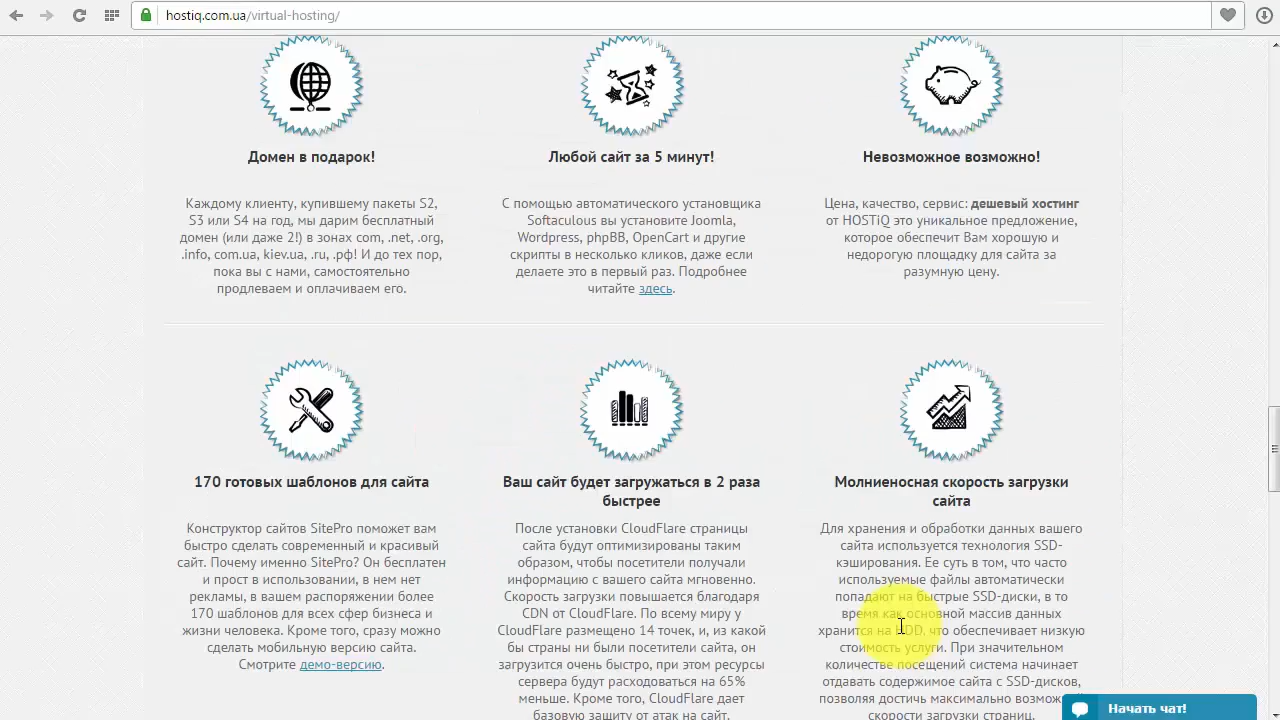 hostiq.com.ua/virtual-hosting/
Домен в подарок!
Каждому клиенту, купившему пакеты S2,
S3 или S4 на год, мы дарим бесплатный
домен (или даже 2!) в зонах com, .net, .org,
.info, com.ua, kiev.ua, .ru, .рф! И до тех пор,
пока вы с нами, самостоятельно
продлеваем и оплачиваем его.
Любой сайт за 5 минут!
С помощью автоматического установщика
Softaculous вы установите Joomla,
Wordpress, phpBB, OpenCart и другие
скрипты в несколько кликов, даже если
делаете это в первый раз. Подробнее
читайте здесь.
Невозможное возможно!
Цена, качество, сервис: дешевый хостинг
от HOSTiQ это уникальное предложение,
которое обеспечит Вам хорошую и
недорогую площадку для сайта за
разумную цену.
170 готовых шаблонов для сайта
Конструктор сайтов SitePro поможет вам
быстро сделать современный и красивый
сайт. Почему именно SitePro? Он бесплатен
и прост в использовании, в нем нет
рекламы, в вашем распоряжении более
170 шаблонов для всех сфер бизнеса и
жизни человека. Кроме того, сразу можно
сделать мобильную версию сайта.
Смотрите демо-версию.
Ваш сайт будет загружаться в 2 раза
быстрее
После установки CloudFlare страницы
сайта будут оптимизированы таким
образом, чтобы посетители получали
информацию с вашего сайта мгновенно.
Скорость загрузки повышается благодаря
CDN от CloudFlare. По всему миру у
CloudFlare размещено 14 точек, и, из какой
бы страны ни были посетители сайта, он
загрузится очень быстро, при этом ресурсы
сервера будут расходоваться на 65%
меньше. Кроме того, CloudFlare дает
базовую защиту от атак на сайт.
Молниеносная скорость загрузки
сайта
Для хранения и обработки данных вашего
сайта используется технология SSD-
кэширования. Ее суть в том, что часто
используемые файлы автоматически
попадают на быстрые SSD-диски, в то
время как основной массив данных
хранится на HDD, что обеспечивает низкую
стоимость услуги. При значительном
количестве посещений система начинает
отдавать содержимое сайта с SSD-дисков,
позволяя достичь максимально
скорости загрузки страниц.
Начать чат!